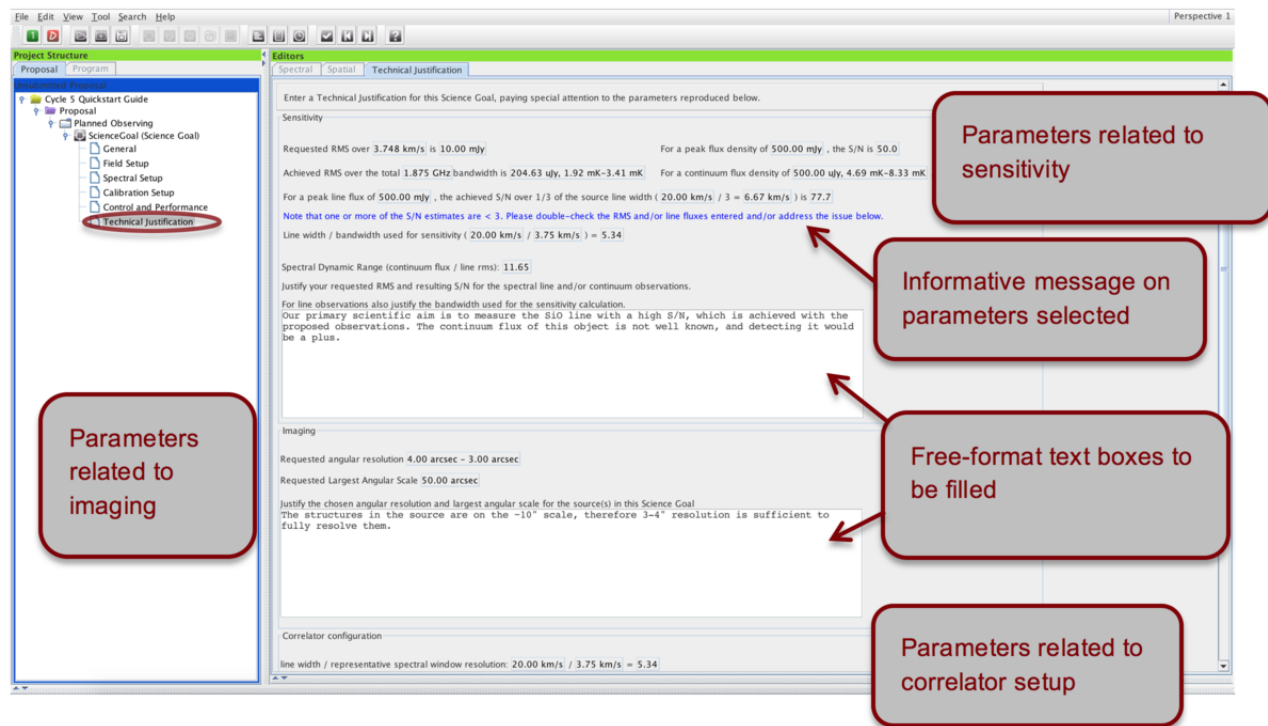 File Edit View Tool Search Help
Perspective 1
Project Structure
Proposal Program
Unsubmitted Proposal
Cycle 5 Quickstart Guide
Proposal
Planned Observing
ScienceGoal (Science Goal)
General
Field Setup
Spectral Setup
Calibration Setup
Control and Performance
Technical Justification
Editors
Spectral Spatial Technical Justification
Enter a Technical Justification for this Science Goal, paying special attention to the parameters reproduced below.
Sensitivity
Requested RMS over 3.748 km/s is 10.00 mJy For a peak flux density of 500.00 mJy , the S/N is 50.0
Achieved RMS over the total 1.875 GHz bandwidth is 204.63 uJy, 1.92 mK-3.41 mK For a continuum flux density of 500.00 uJy, 4.69 mK-8.33 mK
For a peak line flux of 500.00 mJy , the achieved S/N over 1/3 of the source line width ( 20.00 km/s / 3 = 6.67 km/s ) is 77.7
Note that one or more of the S/N estimates are < 3. Please double-check the RMS and/or line fluxes entered and/or address the issue below.
Line width / bandwidth used for sensitivity ( 20.00 km/s / 3.75 km/s ) = 5.34
Spectral Dynamic Range (continuum flux / line rms): 11.65
Justify your requested RMS and resulting S/N for the spectral line and/or continuum observations.
For line observations also justify the bandwidth used for the sensitivity calculation.
Our primary scientific aim is to measure the SiO line with a high S/N, which is achieved with the
proposed observations. The continuum flux of this object is not well known, and detecting it would
be a plus.
Imaging
Requested angular resolution 4.00 arcsec - 3.00 arcsec
Requested Largest Angular Scale 50.00 arcsec
Justify the chosen angular resolution and largest angular scale for the source(s) in this Science Goal
The structures in the source are on the ~10" scale, therefore 3-4" resolution is sufficient to
fully resolve them.
Correlator configuration
line width / representative spectral window resolution: 20.00 km/s / 3.75 km/s = 5.34
Parameters related to
sensitivity
Informative message on
parameters selected
Free-format text boxes to
be filled
Parameters related to
correlator setup
Parameters
related to
imaging